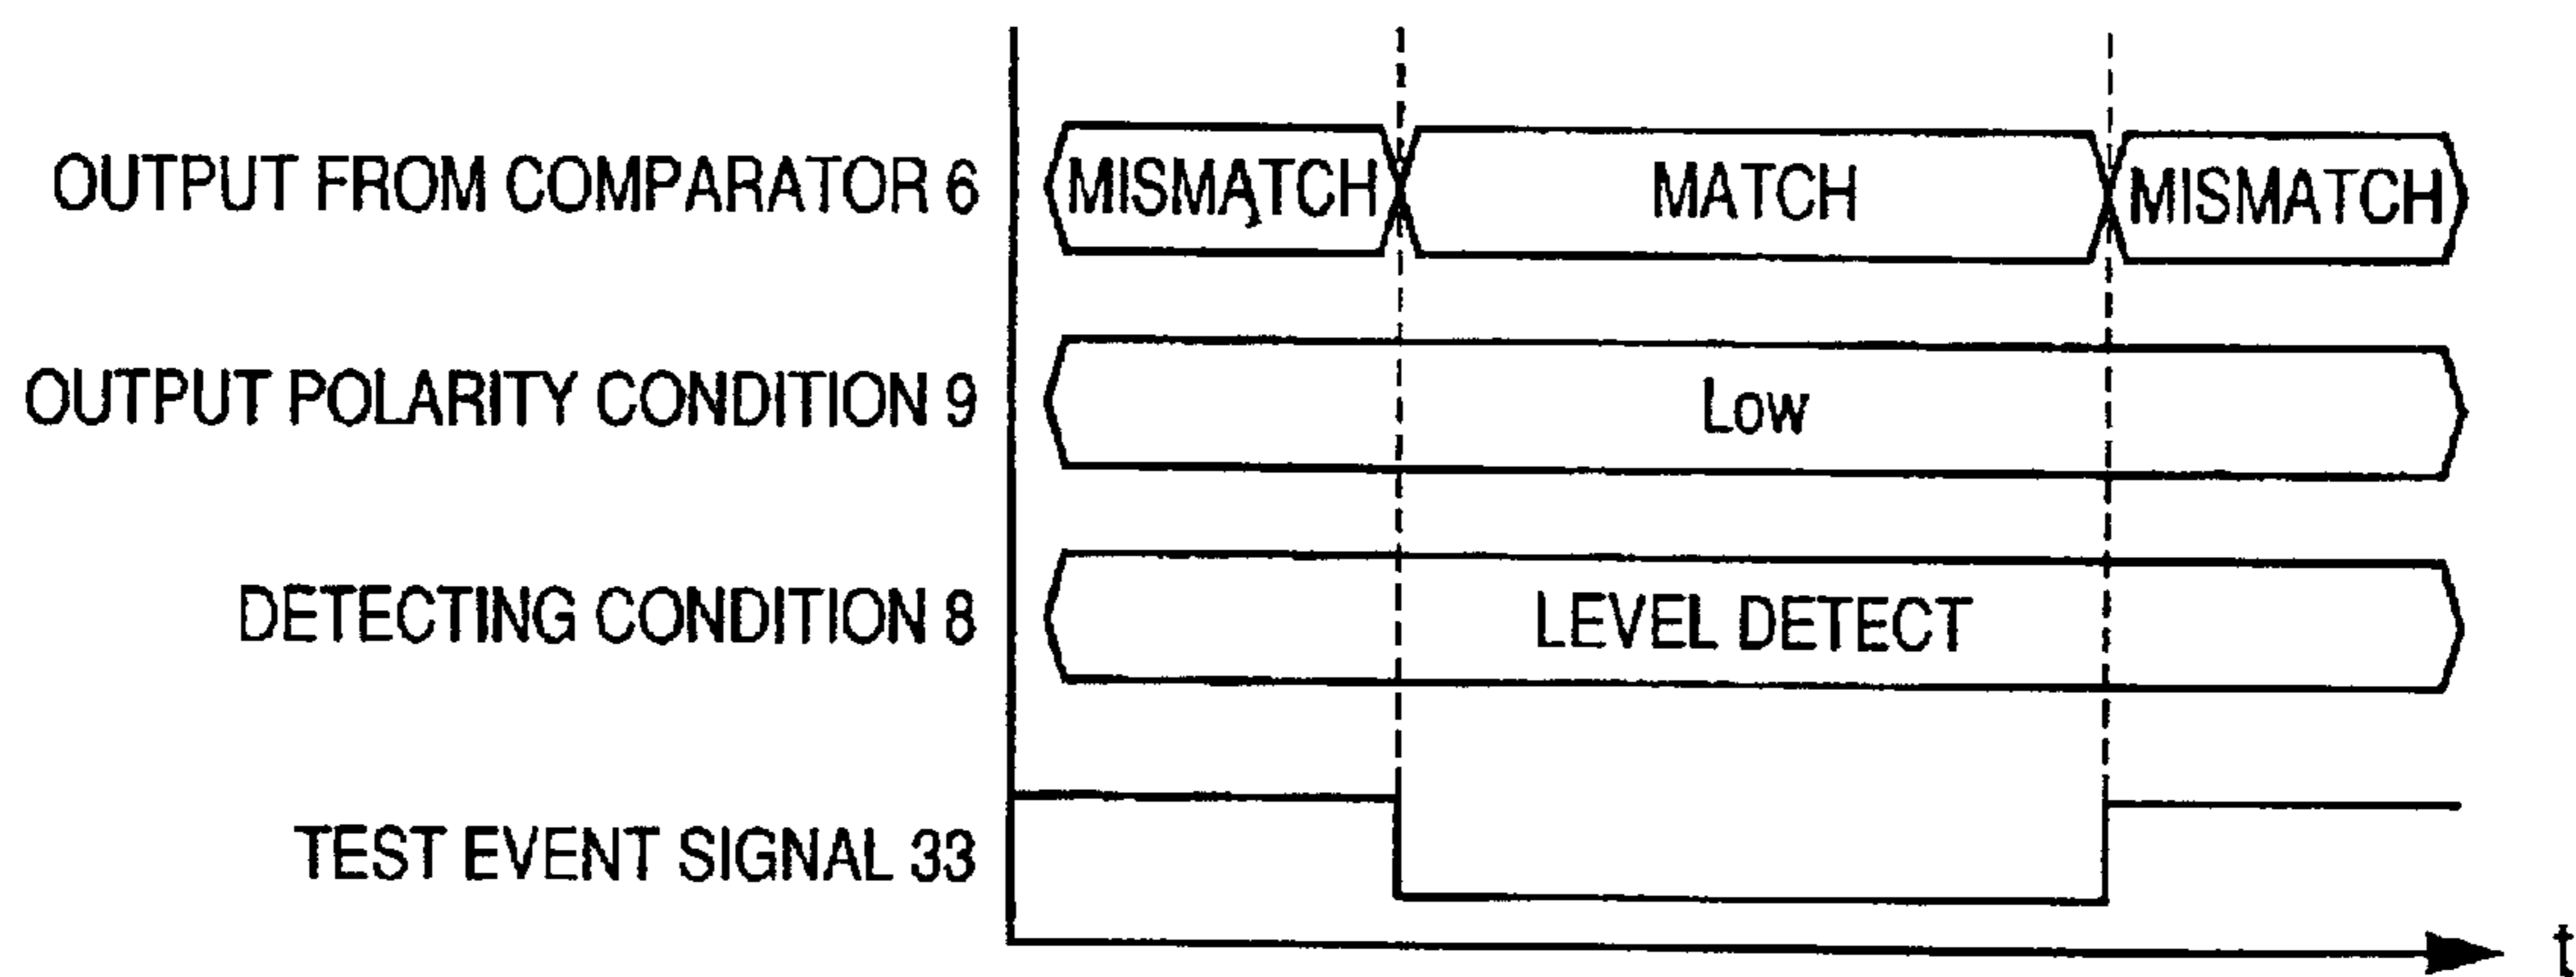 OUTPUT FROM COMPARATOR 6 MISMATCH MATCH MISMATCH
OUTPUT POLARITY CONDITION 9 Low
DETECTING CONDITION 8 LEVEL DETECT
TEST EVENT SIGNAL 33
t